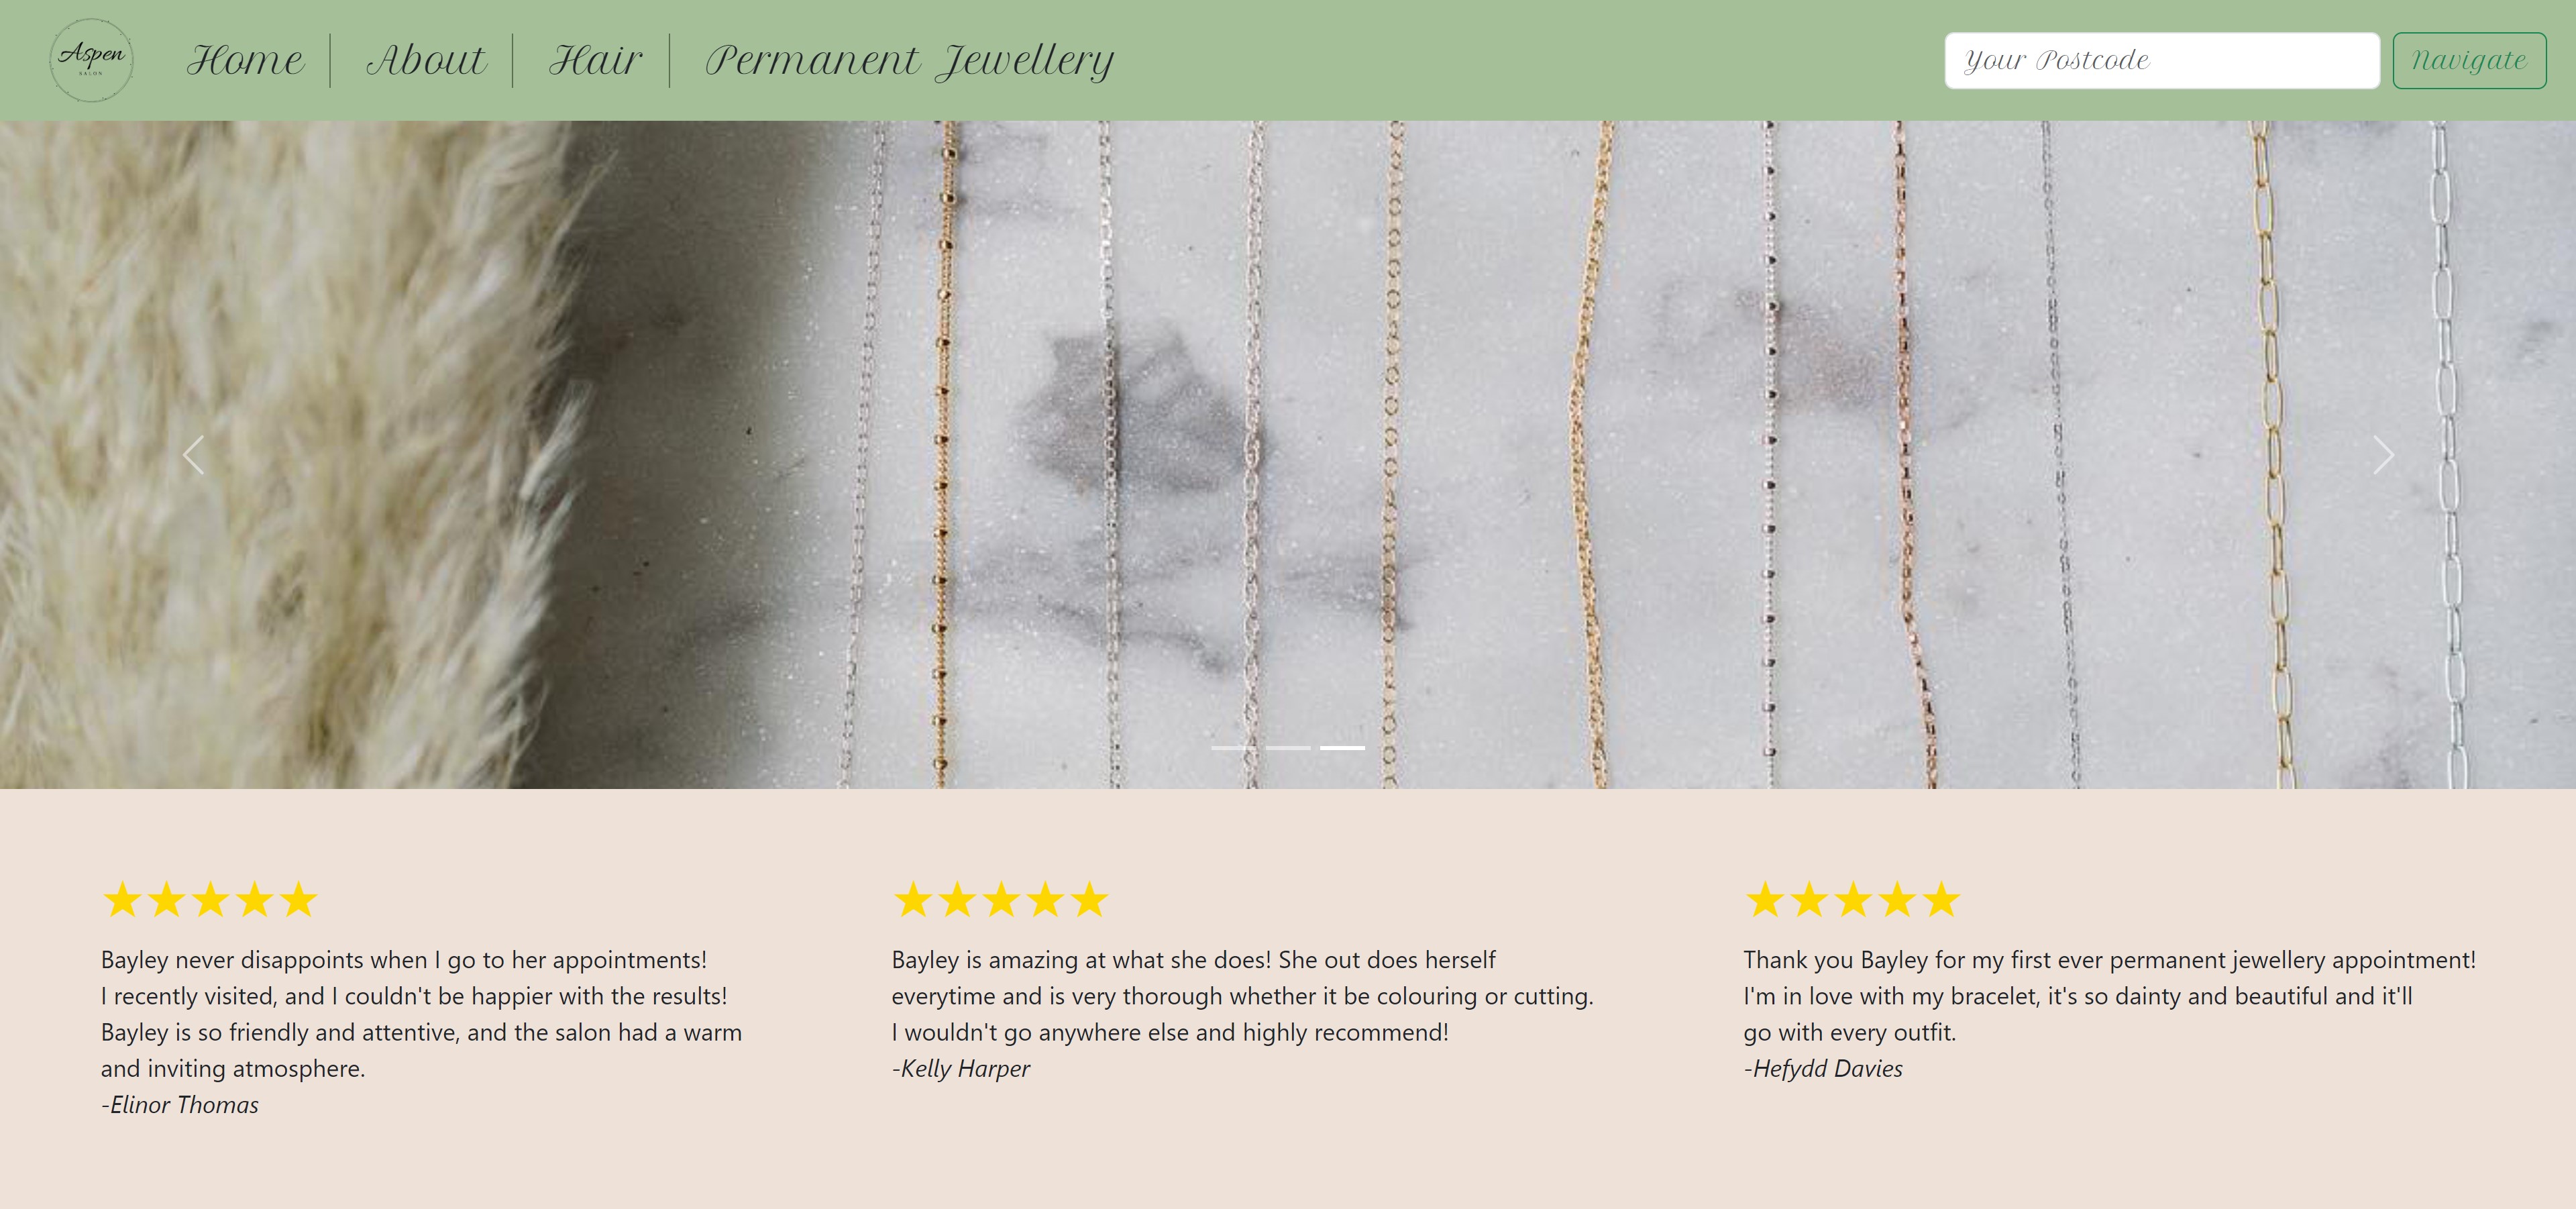 Aspen
SALON
Home
About
Hair
Permanent Jewellery
Your Postcode
Navigate
Bayley never disappoints when I go to her appointments!
I recently visited, and I couldn't be happier with the results!
Bayley is so friendly and attentive, and the salon had a warm
and inviting atmosphere.
-Elinor Thomas
Bayley is amazing at what she does! She out does herself
everytime and is very thorough whether it be colouring or cutting.
I wouldn't go anywhere else and highly recommend!
-Kelly Harper
Thank you Bayley for my first ever permanent jewellery appointment!
I'm in love with my bracelet, it's so dainty and beautiful and it'll
go with every outfit.
-Hefydd Davies